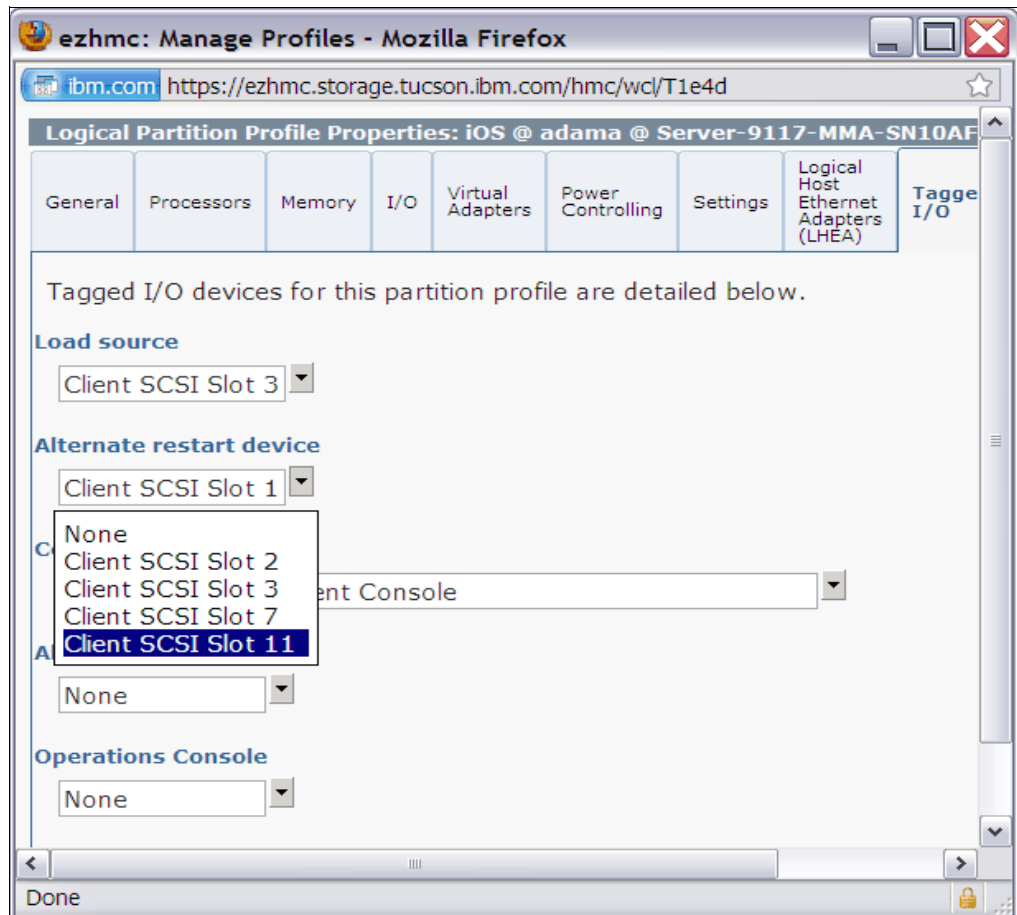 ezhmc: Manage Profiles - Mozilla Firefox
ibm.com https://ezhmc.storage.tucson.ibm.com/hmc/wcl/T1e4d
Logical Partition Profile Properties: iOS @ adama @ Server-9117-MMA-SN10AF
General
Processors
Memory
I/O
Virtual
Adapters
Power
Controlling
Settings
Logical
Host
Ethernet
Adapters
(LHEA)
Tagge
I/O
Tagged I/O devices for this partition profile are detailed below.
Load source
Client SCSI Slot 3
Alternate restart device
Client SCSI Slot 1
None
Client SCSI Slot 2
Client SCSI Slot 3
Client SCSI Slot 7
Client SCSI Slot 11
ent Console
None
Operations Console
None
Done